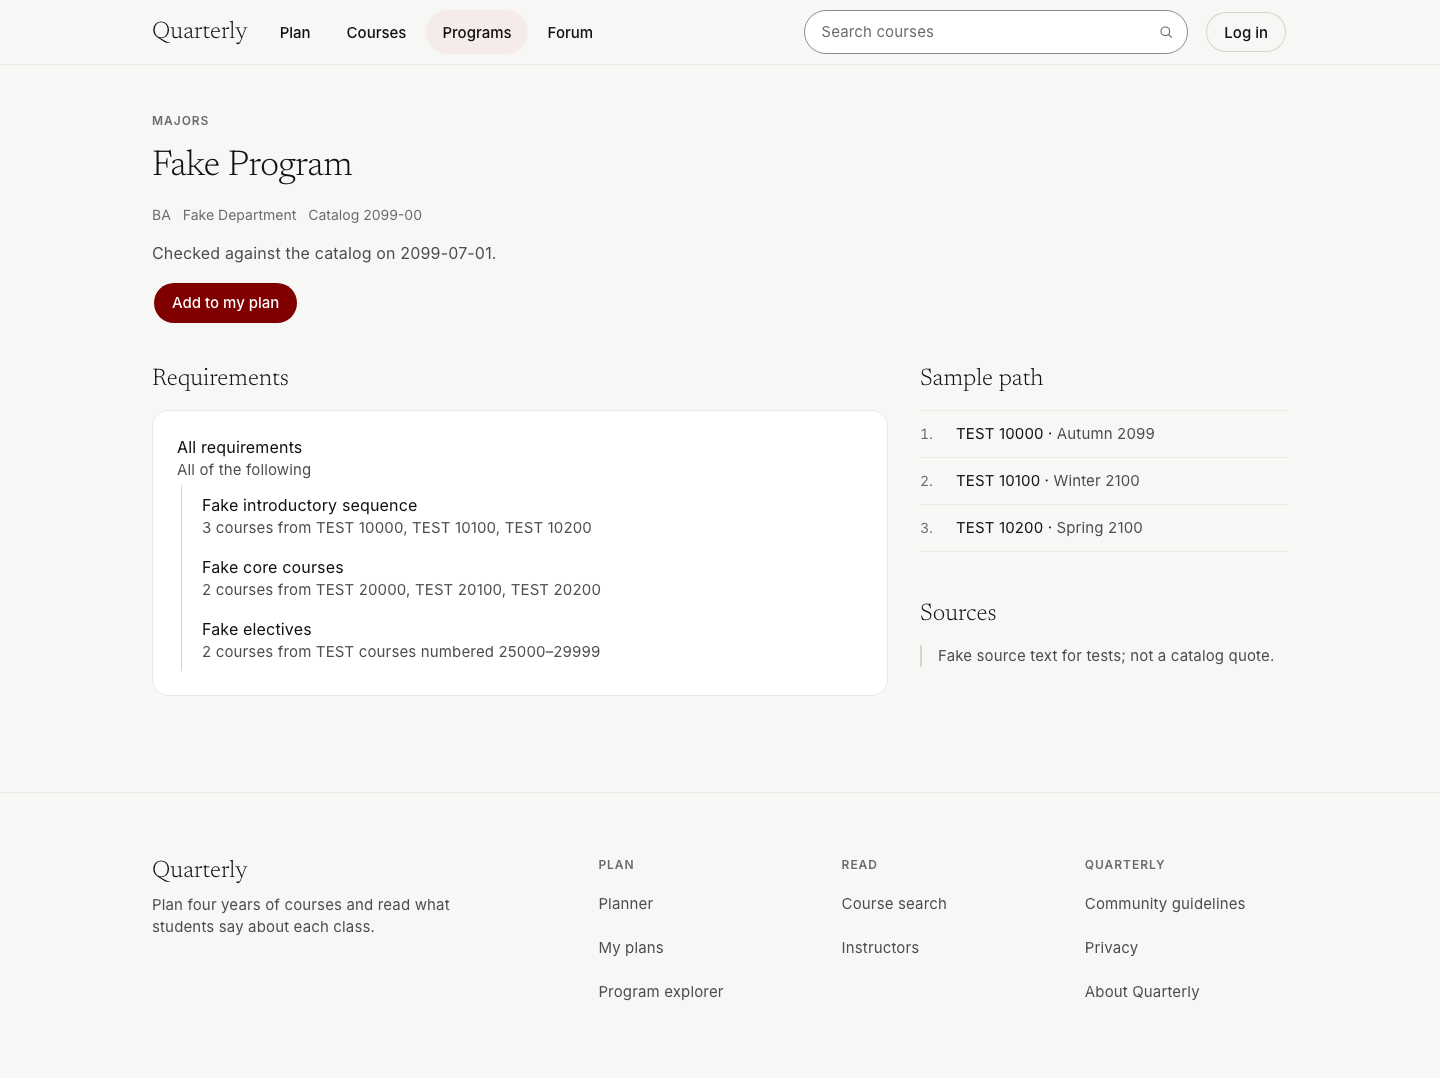 Quarterly
Plan
Courses
Programs
Forum
Search courses
Log in
MAJORS
Fake Program
BA Fake Department Catalog 2099-00
Checked against the catalog on 2099-07-01.
Add to my plan
Requirements
All requirements
All of the following
Fake introductory sequence
3 courses from TEST 10000, TEST 10100, TEST 10200
Fake core courses
2 courses from TEST 20000, TEST 20100, TEST 20200
Fake electives
2 courses from TEST courses numbered 25000–29999
Sample path
1. TEST 10000 · Autumn 2099
2. TEST 10100 · Winter 2100
3. TEST 10200 · Spring 2100
Sources
Fake source text for tests; not a catalog quote.
Quarterly
Plan four years of courses and read what
students say about each class.
PLAN
Planner
My plans
Program explorer
READ
Course search
Instructors
QUARTERLY
Community guidelines
Privacy
About Quarterly